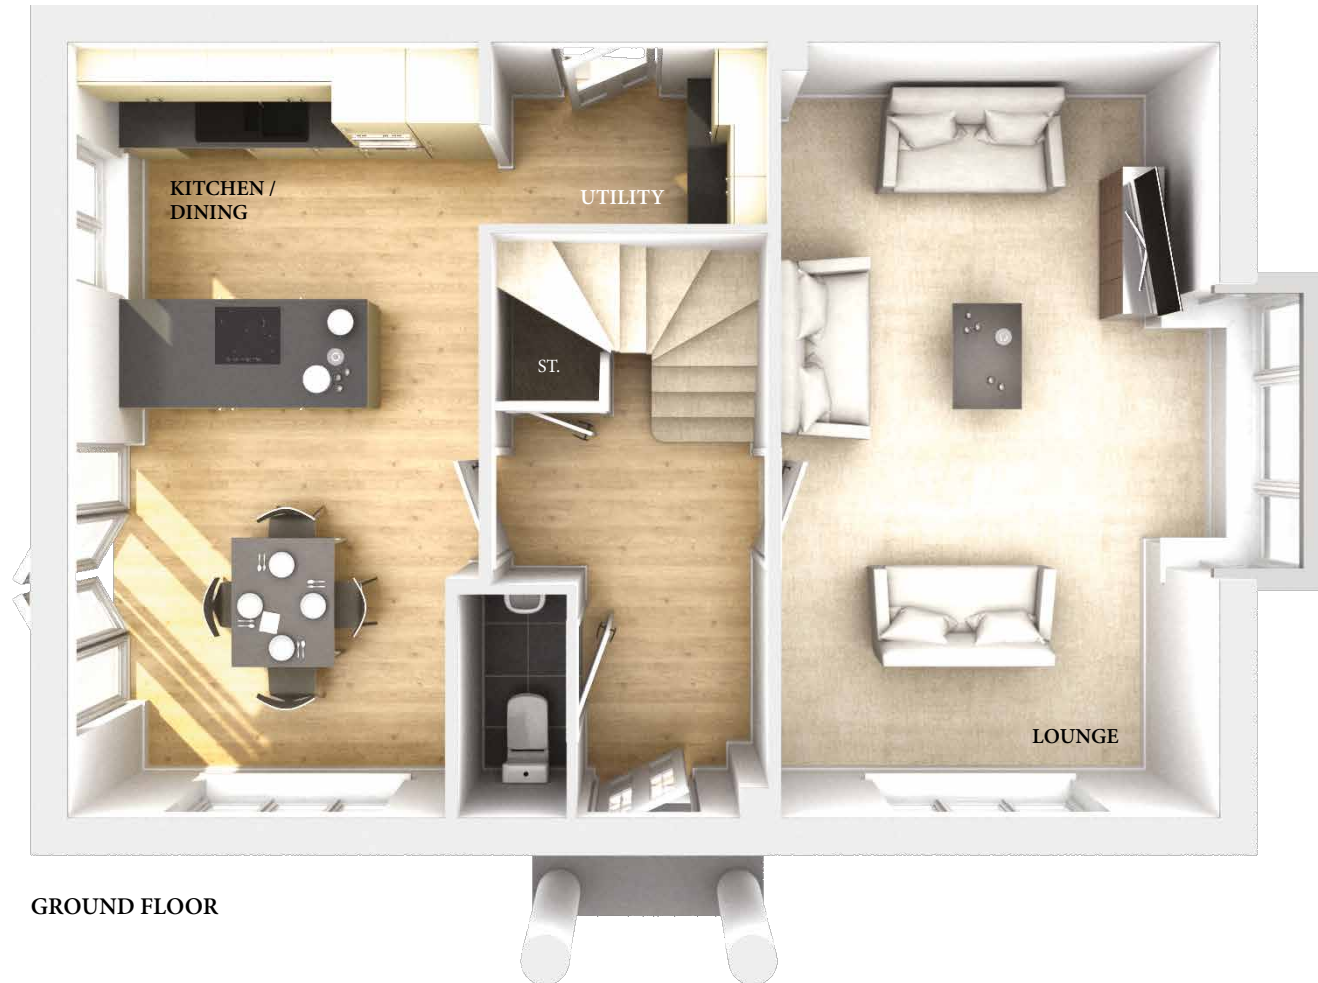 KITCHEN /
DINING
UTILITY
ST.
LOUNGE
GROUND FLOOR